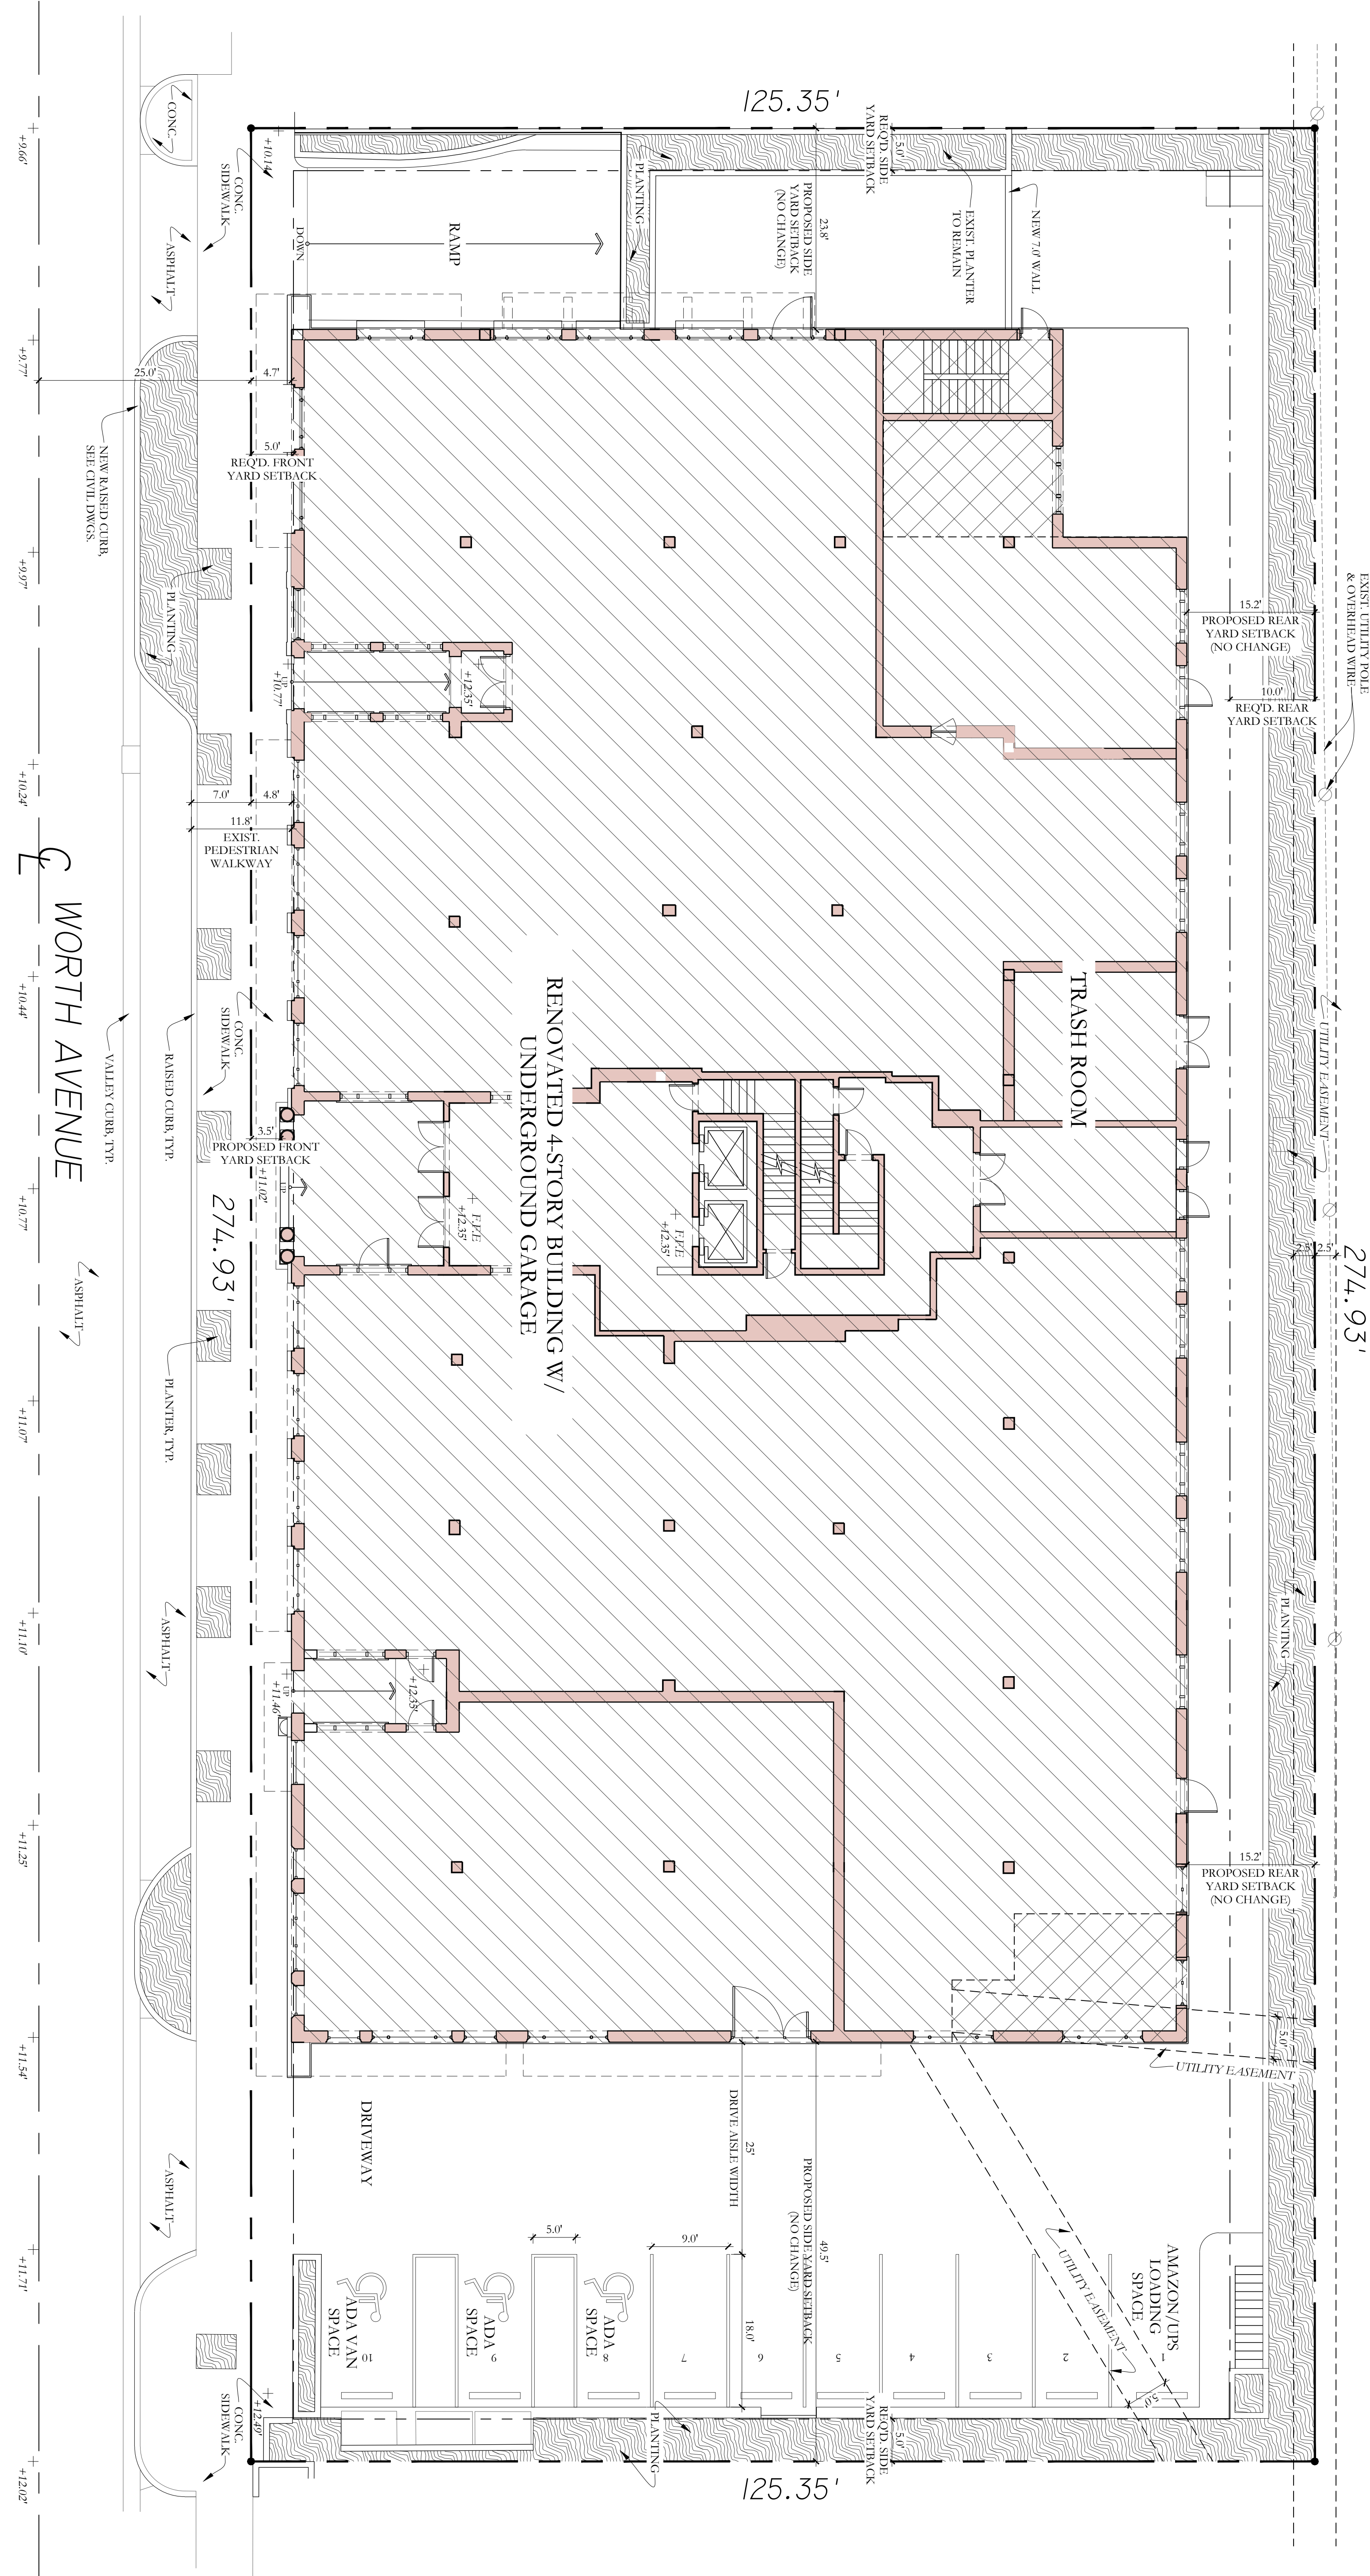 125.35'
+9.66'
CONC.
+10.14'
CONC.
SIDEWALK
ASPHALT
DOWN
RAMP
PLANTING
REQ'D. SIDE
YARD SETBACK
5.0'
23.8'
PROPOSED SIDE
YARD SETBACK
(NO CHANGE)
EXIST. PLANTER
TO REMAIN
NEW 7.0' WALL
+9.77'
25.0'
4.7'
5.0'
REQ'D. FRONT
YARD SETBACK
NEW RAISED CURB,
SEE CIVIL DWGS.
+9.97'
PLANTING
EXIST. UTILITY POLE
& OVERHEAD WIRE
15.2'
PROPOSED REAR
YARD SETBACK
(NO CHANGE)
10.0'
REQ'D. REAR
YARD SETBACK
UP
+10.77'
+12.35'
+10.24'
7.0'
4.8'
11.8'
EXIST.
PEDESTRIAN
WALKWAY
℄ WORTH AVENUE
+10.44'
VALLEY CURB, TYP.
RAISED CURB, TYP.
CONC.
SIDEWALK
RENOVATED 4-STORY BUILDING W/
UNDERGROUND GARAGE
TRASH ROOM
UTILITY EASEMENT
3.5'
PROPOSED FRONT
YARD SETBACK
+11.02'
UP
F.F.E
+12.35'
F.F.E
+12.35'
+10.77'
274.93'
2.5'
2.5'
274.93'
ASPHALT
PLANTER, TYP.
+11.07'
+11.10'
ASPHALT
PLANTING
UP
+11.46'
+12.35'
+11.25'
15.2'
PROPOSED REAR
YARD SETBACK
(NO CHANGE)
5.0'
UTILITY EASEMENT
+11.54'
DRIVEWAY
25'
DRIVE AISLE WIDTH
49.5'
PROPOSED SIDE YARD SETBACK
(NO CHANGE)
ASPHALT
+11.71'
5.0'
9.0'
18.0'
UTILITY EASEMENT
AMAZON/UPS
LOADING
SPACE
ADA VAN
SPACE
10
ADA
SPACE
9
ADA
SPACE
8
7
6
5
4
3
2
1
5.0'
+12.49'
CONC.
SIDEWALK
PLANTING
REQ'D. SIDE
YARD SETBACK
5.0'
+12.02'
125.35'